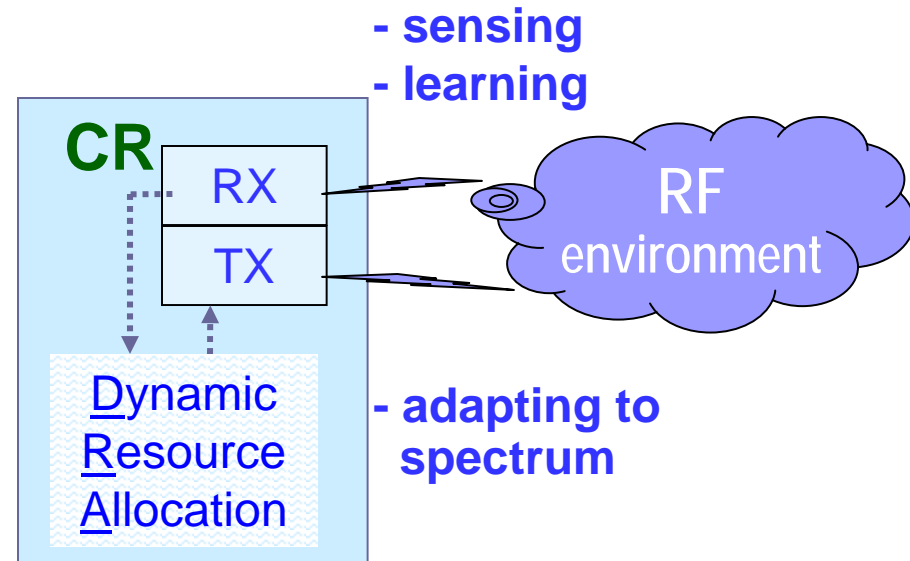 - sensing
- learning
CR
RX
TX
RF
environment
Dynamic
Resource
Allocation
- adapting to
spectrum